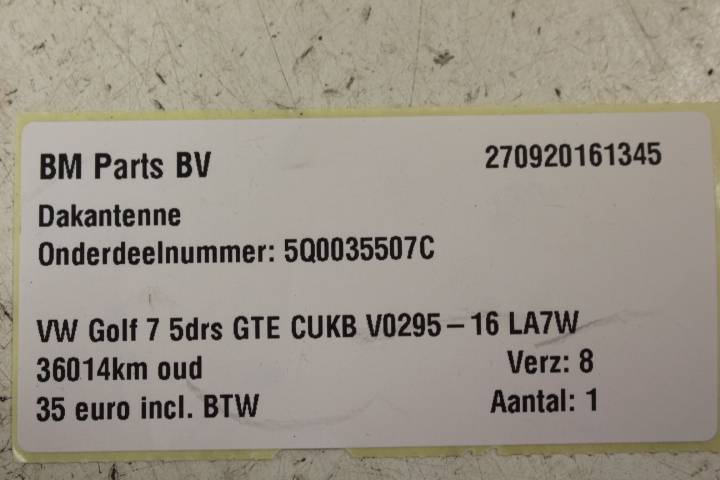 BM Parts BV 270920161345
Dakantenne
Onderdeelnummer: 5Q0035507C
VW Golf 7 5drs GTE CUKB V0295-16 LA7W
36014km oud Verz: 8
35 euro incl. BTW Aantal: 1